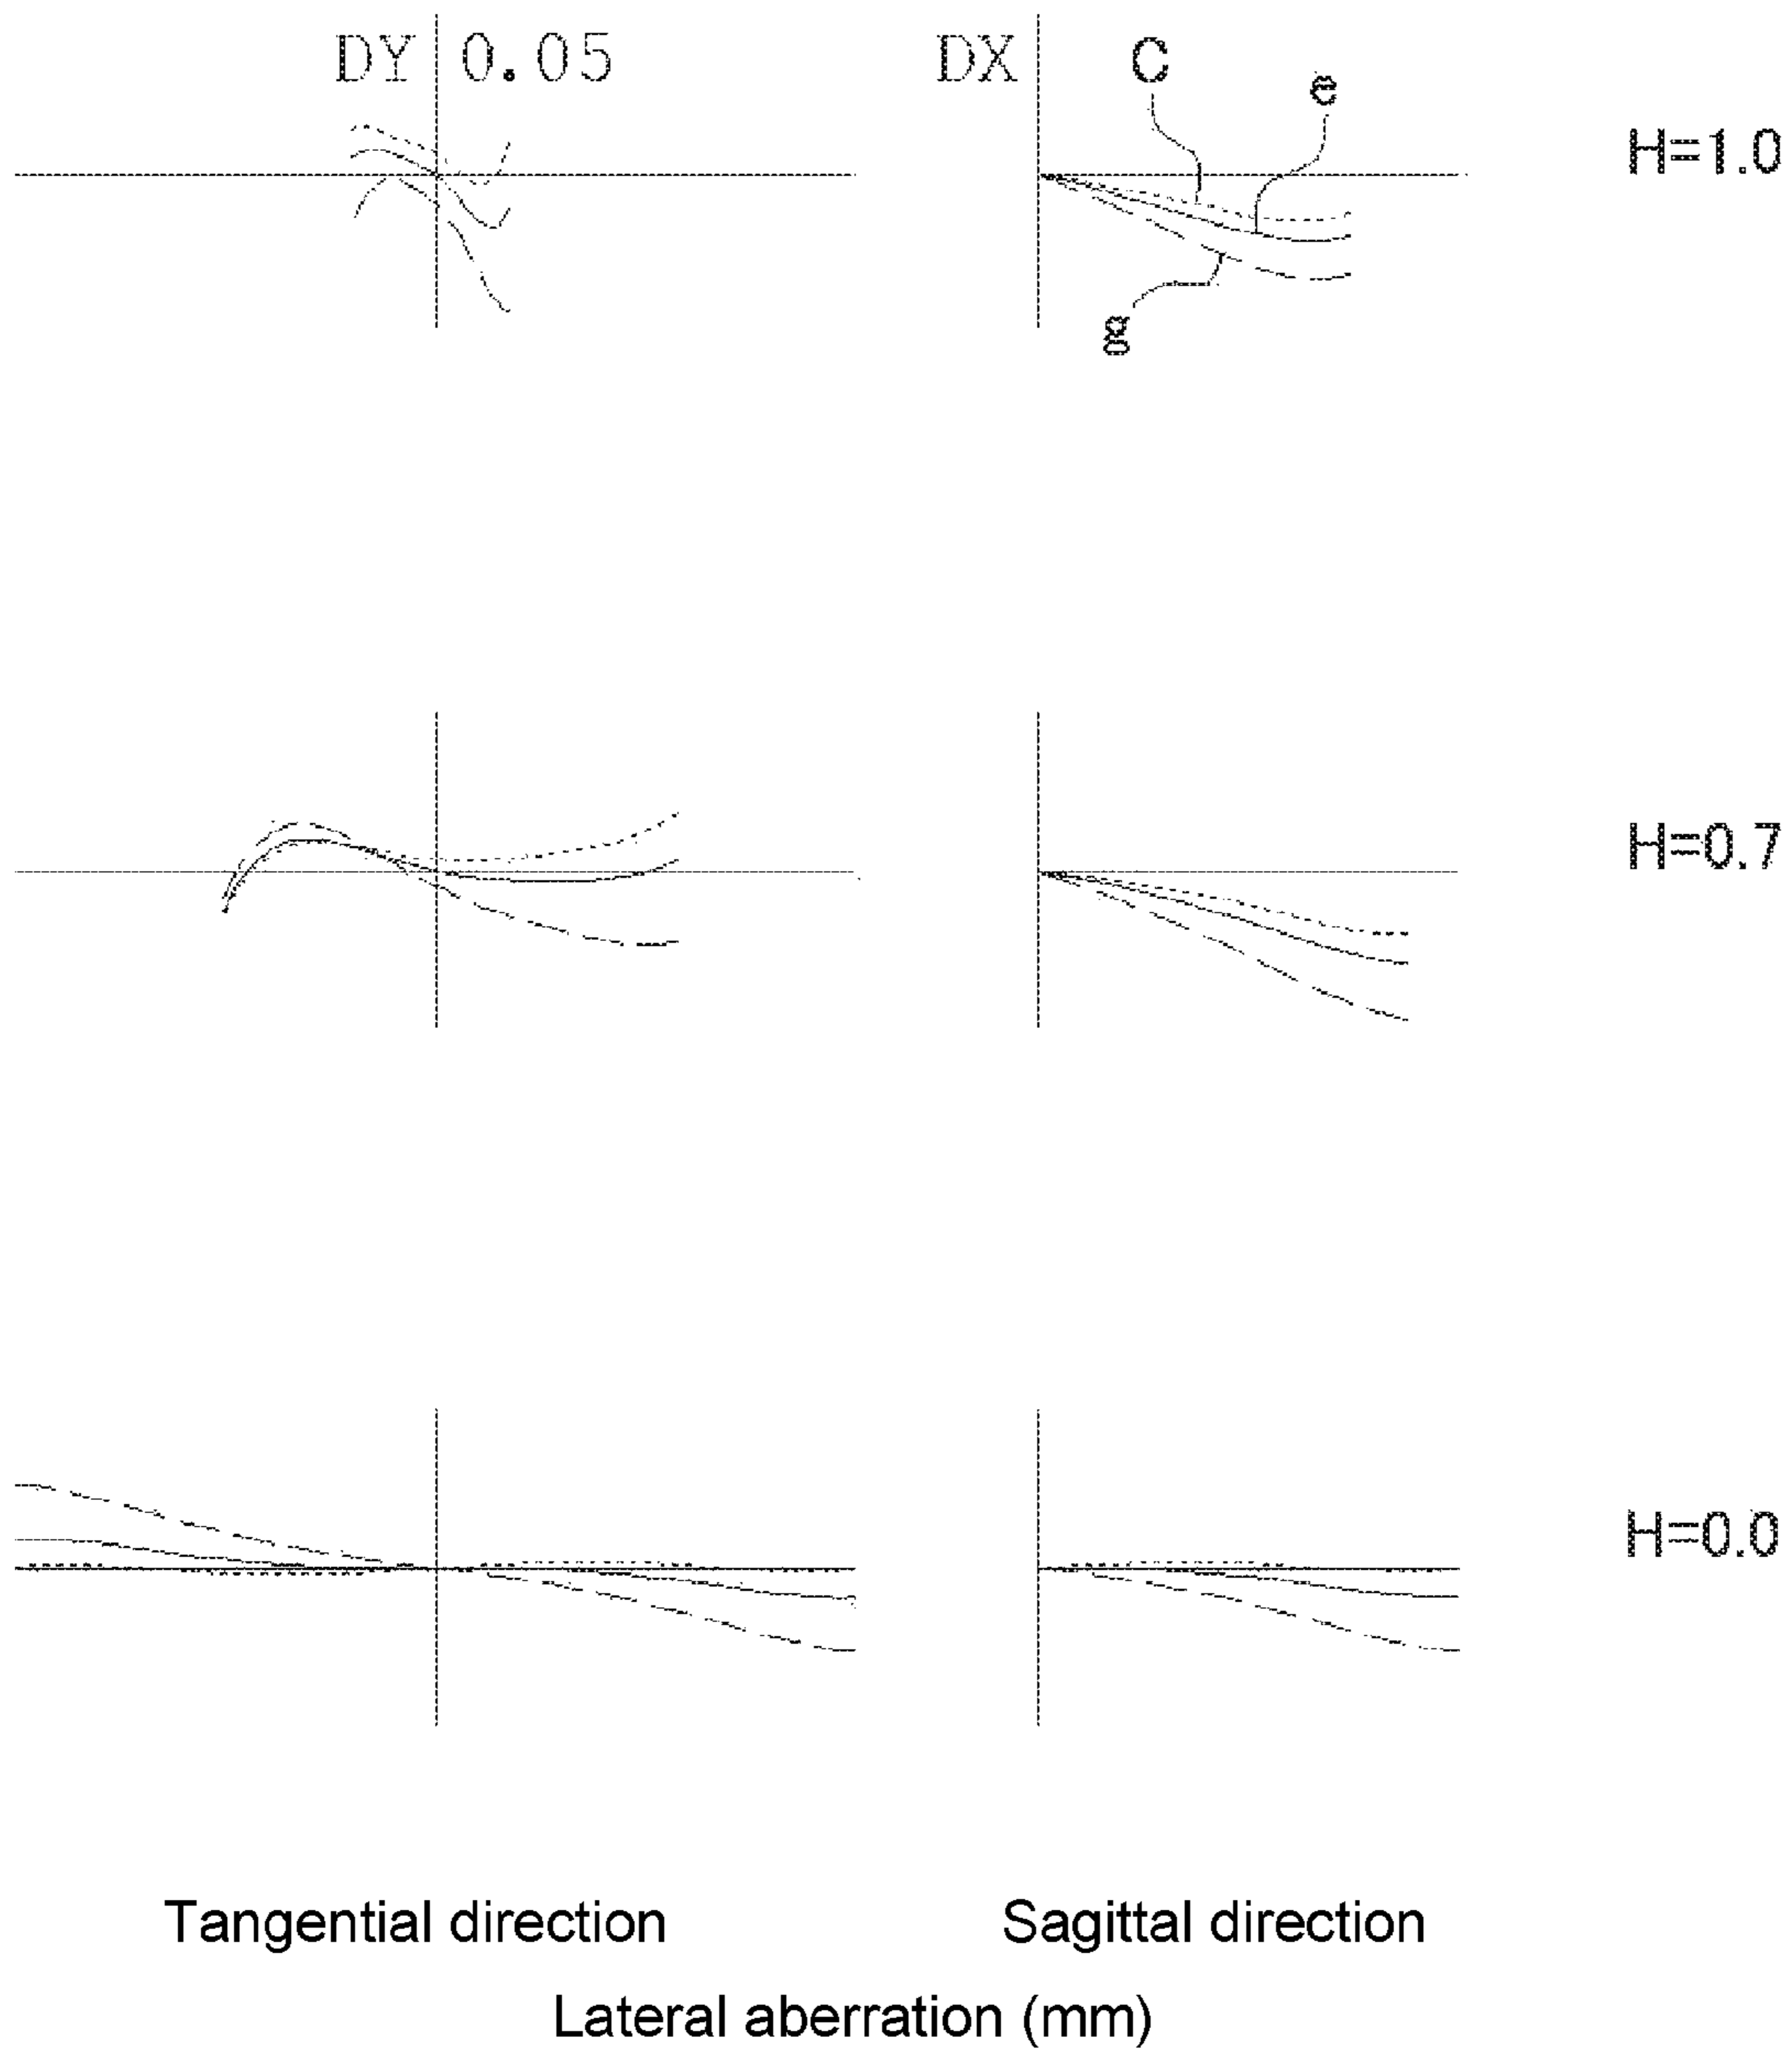 DY 0.05 DX C e
H=1.0
g
H=0.7
H=0.0
Tangential direction Sagittal direction
Lateral aberration (mm)